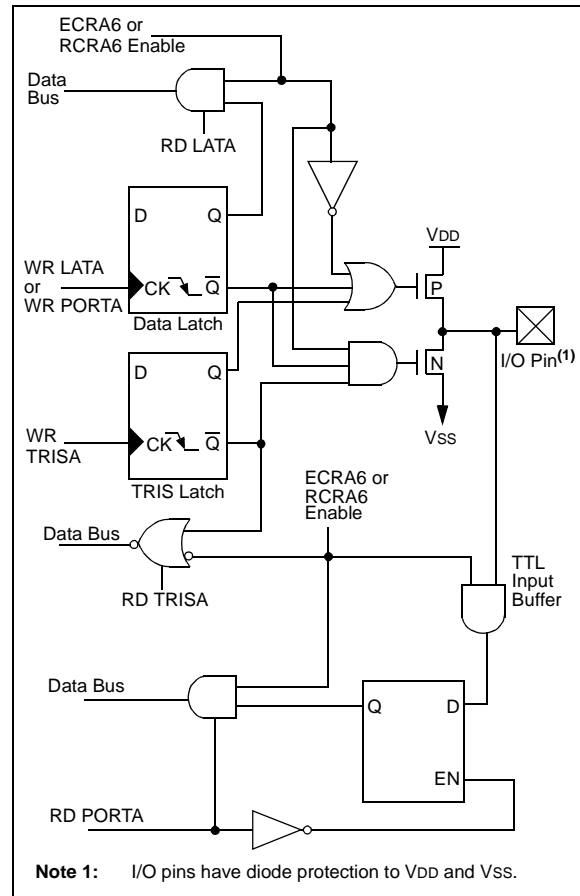 ECRA6 or
RCRA6 Enable
Data
Bus
RD LATA
D Q
VDD
WR LATA
or
WR PORTA
CK Q̅
P
Data Latch
I/O Pin(1)
N
D Q
WR
TRISA
CK Q̅
VSS
TRIS Latch
ECRA6 or
RCRA6
Enable
Data Bus
TTL
Input
Buffer
RD TRISA
Data Bus
Q D
EN
RD PORTA
Note 1: I/O pins have diode protection to VDD and VSS.